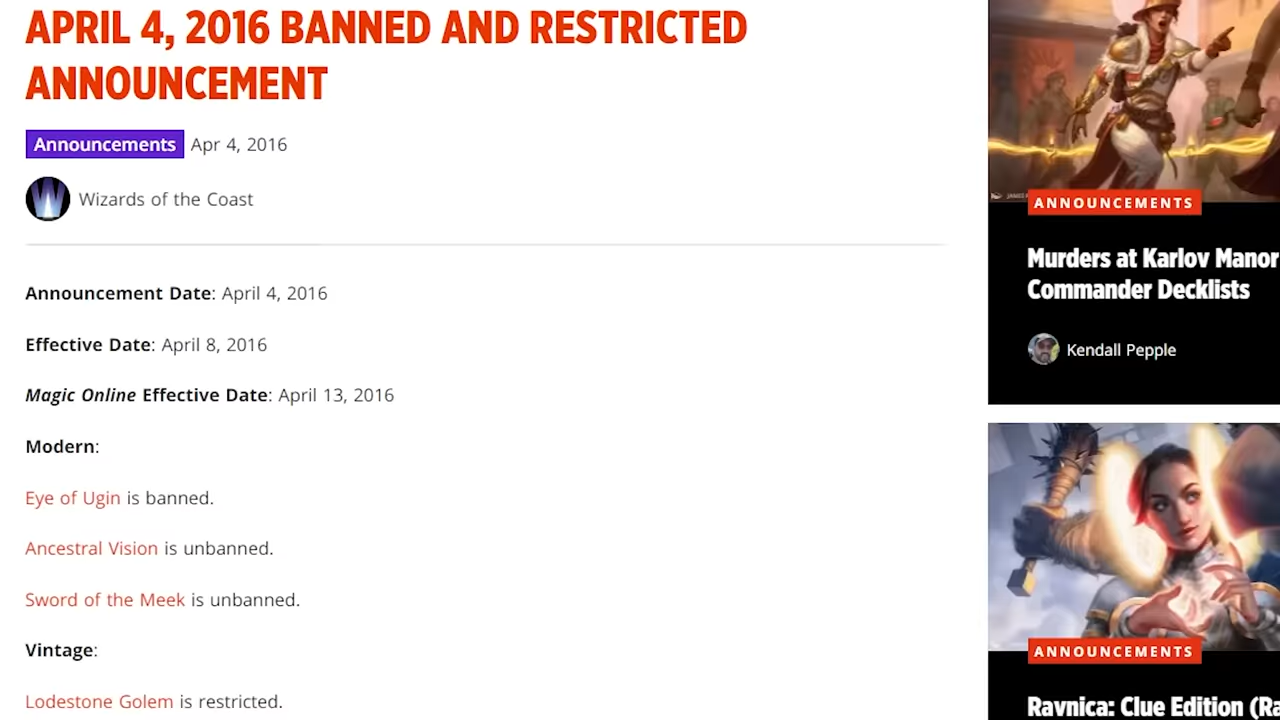 APRIL 4, 2016 BANNED AND RESTRICTED
ANNOUNCEMENT
Announcements Apr 4, 2016
Wizards of the Coast
Announcement Date: April 4, 2016
Effective Date: April 8, 2016
Magic Online Effective Date: April 13, 2016
Modern:
Eye of Ugin is banned.
Ancestral Vision is unbanned.
Sword of the Meek is unbanned.
Vintage:
Lodestone Golem is restricted.
ANNOUNCEMENTS
Murders at Karlov Manor
Commander Decklists
Kendall Pepple
ANNOUNCEMENTS
Ravnica: Clue Edition (Ra